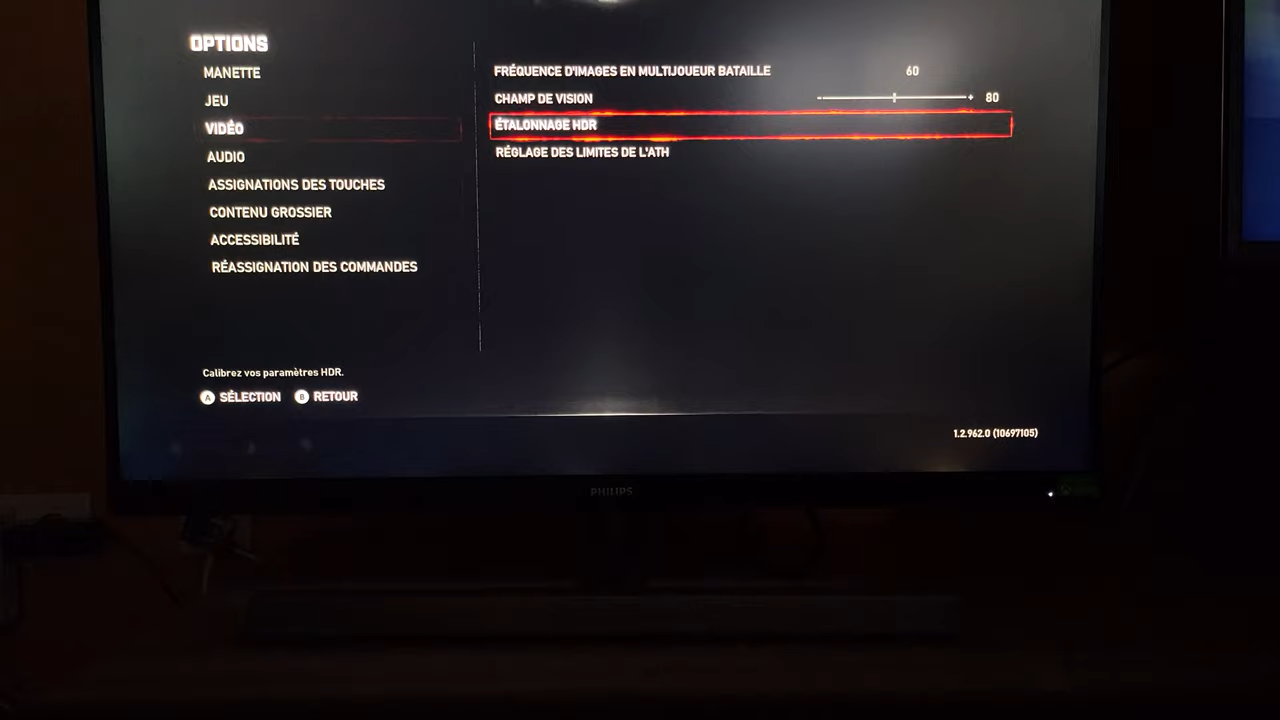 OPTIONS
MANETTE
JEU
VIDÉO
AUDIO
ASSIGNATIONS DES TOUCHES
CONTENU GROSSIER
ACCESSIBILITÉ
RÉASSIGNATION DES COMMANDES
FRÉQUENCE D'IMAGES EN MULTIJOUEUR BATAILLE 60
CHAMP DE VISION - + 80
ÉTALONNAGE HDR
RÉGLAGE DES LIMITES DE L'ATH
Calibrez vos paramètres HDR.
A SÉLECTION B RETOUR
1.2.962.0 (10697105)
PHILIPS